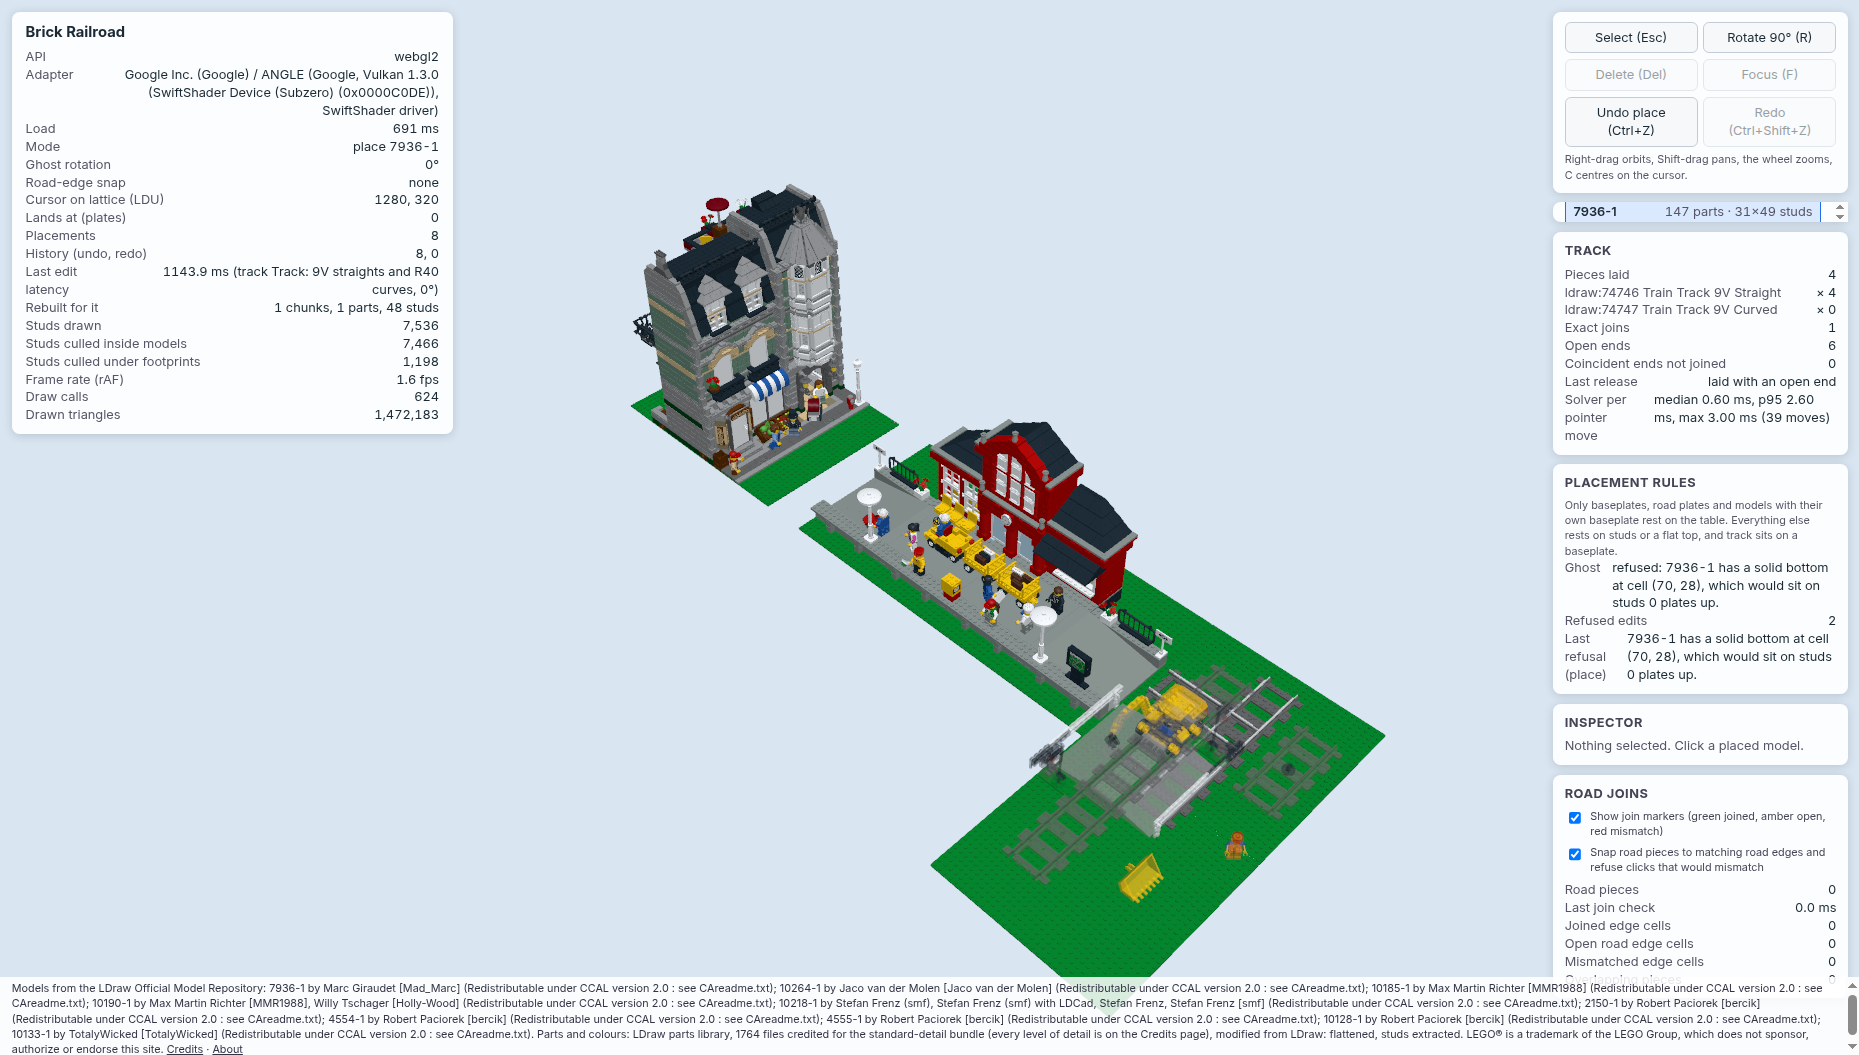 Brick Railroad
API webgl2
Adapter Google Inc. (Google) / ANGLE (Google, Vulkan 1.3.0
(SwiftShader Device (Subzero) (0x0000C0DE)),
SwiftShader driver)
Load 691 ms
Mode place 7936-1
Ghost rotation 0°
Road-edge snap none
Cursor on lattice (LDU) 1280, 320
Lands at (plates) 0
Placements 8
History (undo, redo) 8, 0
Last edit 1143.9 ms (track Track: 9V straights and R40
latency curves, 0°)
Rebuilt for it 1 chunks, 1 parts, 48 studs
Studs drawn 7,536
Studs culled inside models 7,466
Studs culled under footprints 1,198
Frame rate (rAF) 1.6 fps
Draw calls 624
Drawn triangles 1,472,183
Select (Esc) Rotate 90° (R)
Delete (Del) Focus (F)
Undo place Redo
(Ctrl+Z) (Ctrl+Shift+Z)
Right-drag orbits, Shift-drag pans, the wheel zooms,
C centres on the cursor.
7936-1 147 parts · 31×49 studs
TRACK
Pieces laid 4
ldraw:74746 Train Track 9V Straight × 4
ldraw:74747 Train Track 9V Curved × 0
Exact joins 1
Open ends 6
Coincident ends not joined 0
Last release laid with an open end
Solver per median 0.60 ms, p95 2.60
pointer ms, max 3.00 ms (39 moves)
move
PLACEMENT RULES
Only baseplates, road plates and models with their
own baseplate rest on the table. Everything else
rests on studs or a flat top, and track sits on a
baseplate.
Ghost refused: 7936-1 has a solid bottom
at cell (70, 28), which would sit on
studs 0 plates up.
Refused edits 2
Last 7936-1 has a solid bottom at cell
refusal (70, 28), which would sit on studs
(place) 0 plates up.
INSPECTOR
Nothing selected. Click a placed model.
ROAD JOINS
Show join markers (green joined, amber open,
red mismatch)
Snap road pieces to matching road edges and
refuse clicks that would mismatch
Road pieces 0
Last join check 0.0 ms
Joined edge cells 0
Open road edge cells 0
Mismatched edge cells 0
Overlapping pieces 0
Models from the LDraw Official Model Repository: 7936-1 by Marc Giraudet [Mad_Marc] (Redistributable under CCAL version 2.0 : see CAreadme.txt); 10264-1 by Jaco van der Molen [Jaco van der Molen] (Redistributable under CCAL version 2.0 : see CAreadme.txt); 10185-1 by Max Martin Richter [MMR1988] (Redistributable under CCAL version 2.0 : see
CAreadme.txt); 10190-1 by Max Martin Richter [MMR1988], Willy Tschager [Holly-Wood] (Redistributable under CCAL version 2.0 : see CAreadme.txt); 10218-1 by Stefan Frenz (smf), Stefan Frenz (smf) with LDCad, Stefan Frenz, Stefan Frenz [smf] (Redistributable under CCAL version 2.0 : see CAreadme.txt); 2150-1 by Robert Paciorek [bercik]
(Redistributable under CCAL version 2.0 : see CAreadme.txt); 4554-1 by Robert Paciorek [bercik] (Redistributable under CCAL version 2.0 : see CAreadme.txt); 4555-1 by Robert Paciorek [bercik] (Redistributable under CCAL version 2.0 : see CAreadme.txt); 10128-1 by Robert Paciorek [bercik] (Redistributable under CCAL version 2.0 : see CAreadme.txt);
10133-1 by TotalyWicked [TotalyWicked] (Redistributable under CCAL version 2.0 : see CAreadme.txt). Parts and colours: LDraw parts library, 1764 files credited for the standard-detail bundle (every level of detail is on the Credits page), modified from LDraw: flattened, studs extracted. LEGO® is a trademark of the LEGO Group, which does not sponsor,
authorize or endorse this site. Credits · About